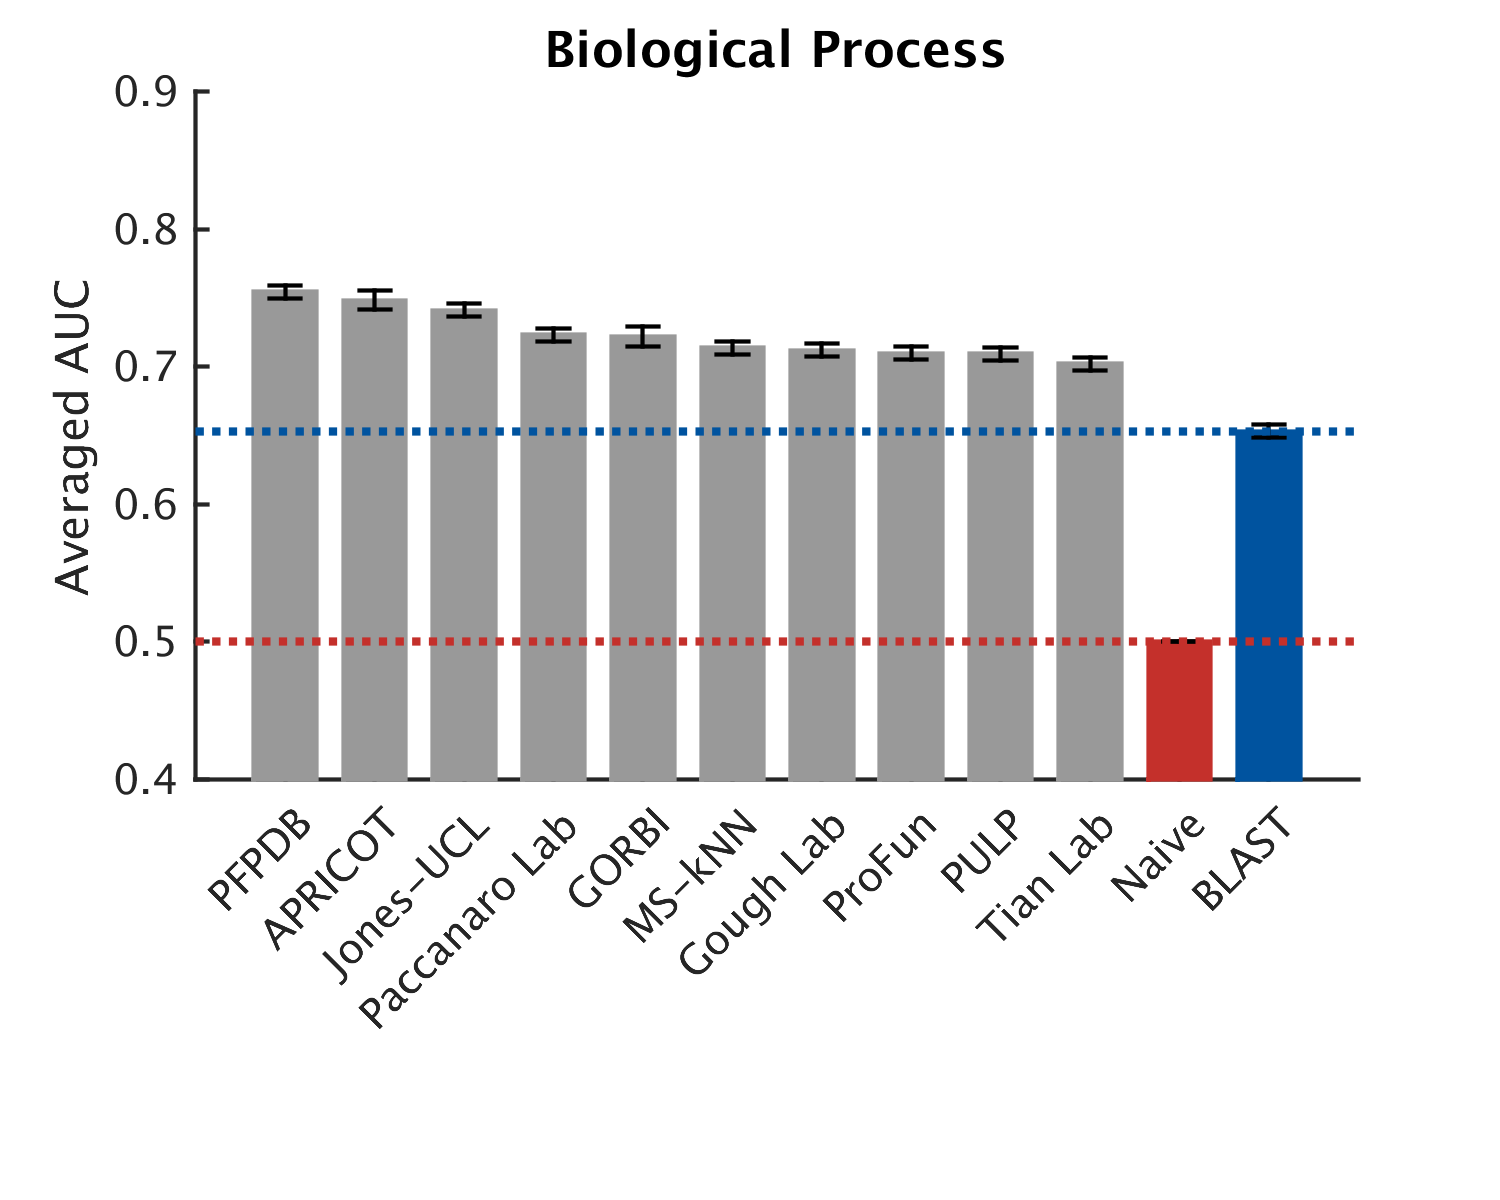 Biological Process
Averaged AUC
0.9
0.8
0.7
0.6
0.5
0.4
PFPDB
APRICOT
Jones−UCL
Paccanaro Lab
GORBI
MS−kNN
Gough Lab
ProFun
PULP
Tian Lab
Naive
BLAST